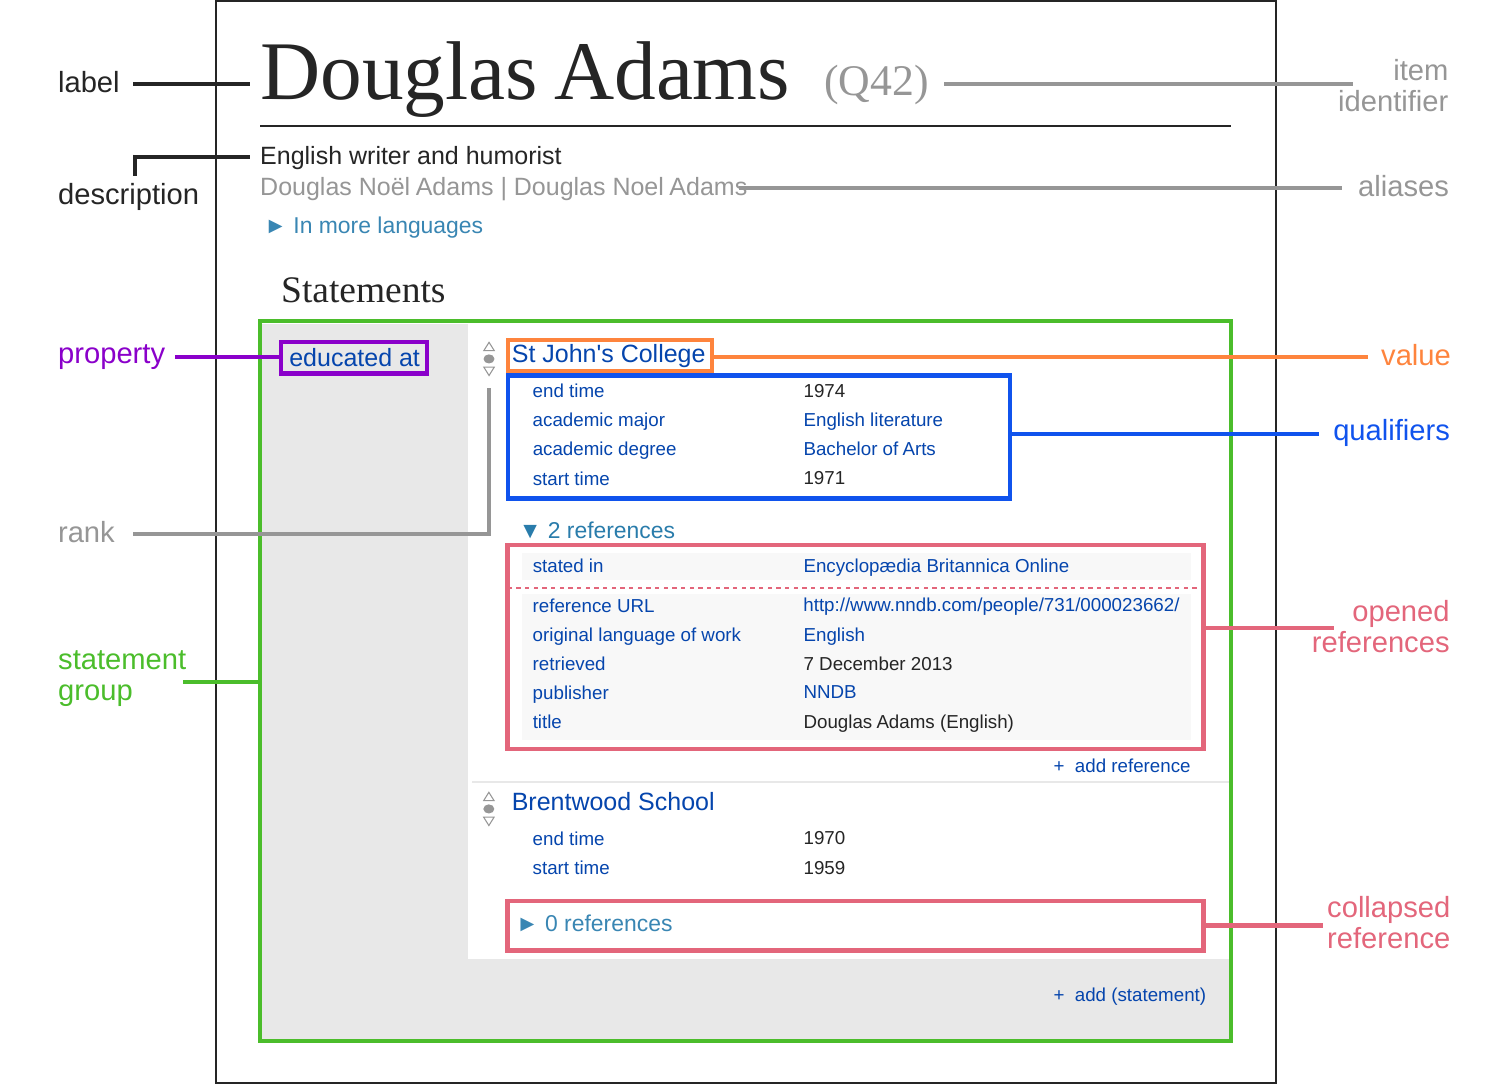 label
Douglas Adams (Q42)
item
identifier
description
English writer and humorist
Douglas Noël Adams | Douglas Noel Adams
aliases
► In more languages
Statements
property
educated at
St John's College
value
end time 1974
academic major English literature
academic degree Bachelor of Arts
start time 1971
qualifiers
rank
▼ 2 references
stated in Encyclopædia Britannica Online
reference URL http://www.nndb.com/people/731/000023662/
original language of work English
retrieved 7 December 2013
publisher NNDB
title Douglas Adams (English)
opened
references
statement
group
+ add reference
Brentwood School
end time 1970
start time 1959
► 0 references
collapsed
reference
+ add (statement)